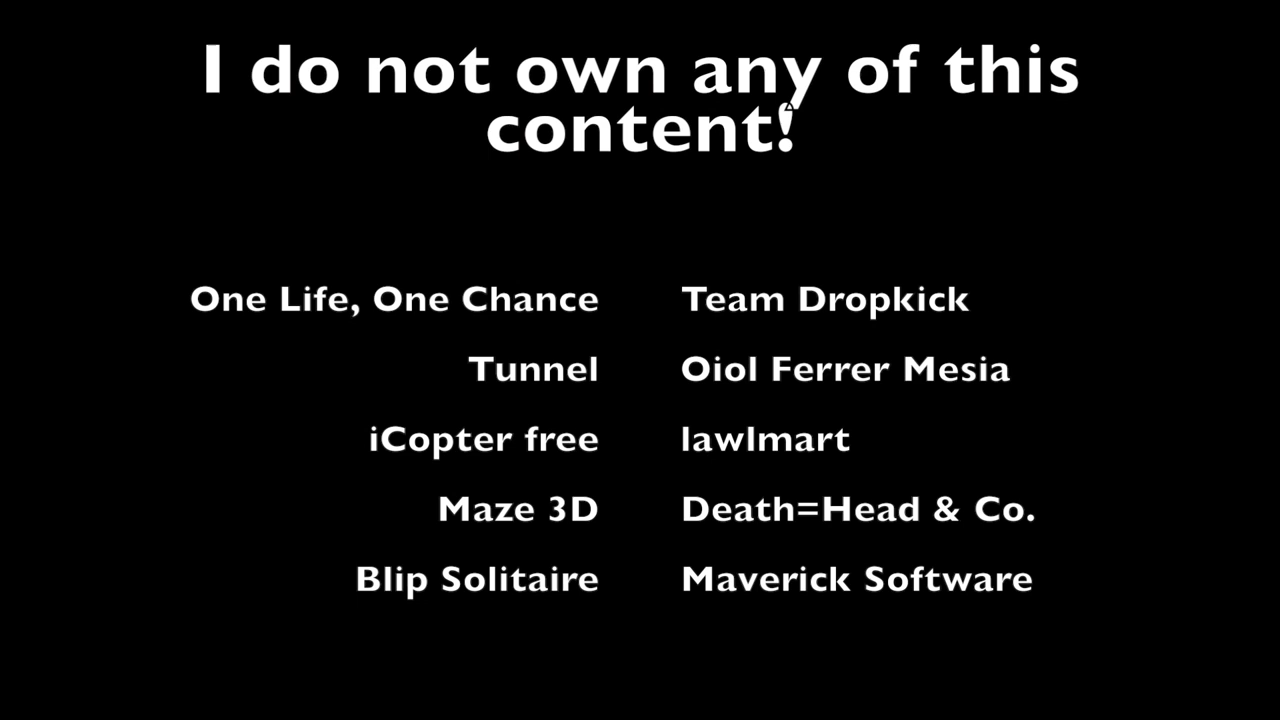 I do not own any of this
content!
One Life, One Chance Team Dropkick
Tunnel Oiol Ferrer Mesia
iCopter free lawlmart
Maze 3D Death=Head & Co.
Blip Solitaire Maverick Software